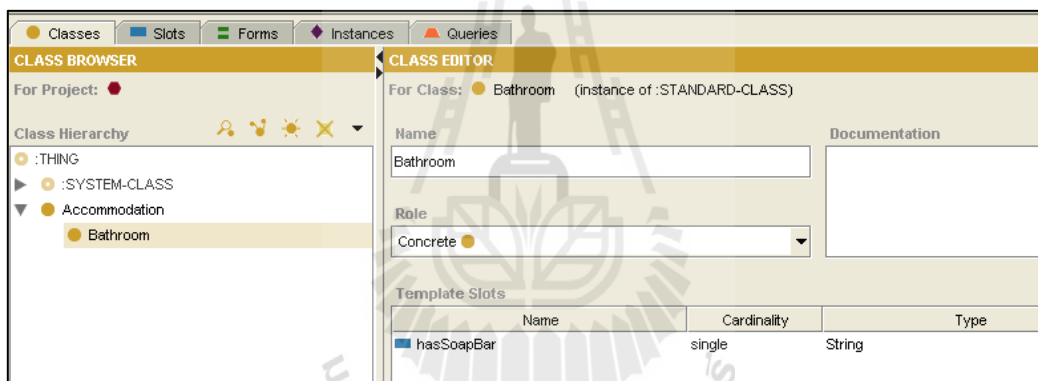 Classes Slots Forms Instances Queries
CLASS BROWSER
For Project:
Class Hierarchy
:THING
:SYSTEM-CLASS
Accommodation
Bathroom
CLASS EDITOR
For Class: Bathroom (instance of :STANDARD-CLASS)
Name Documentation
Bathroom
Role
Concrete
Template Slots
Name Cardinality Type
hasSoapBar single String